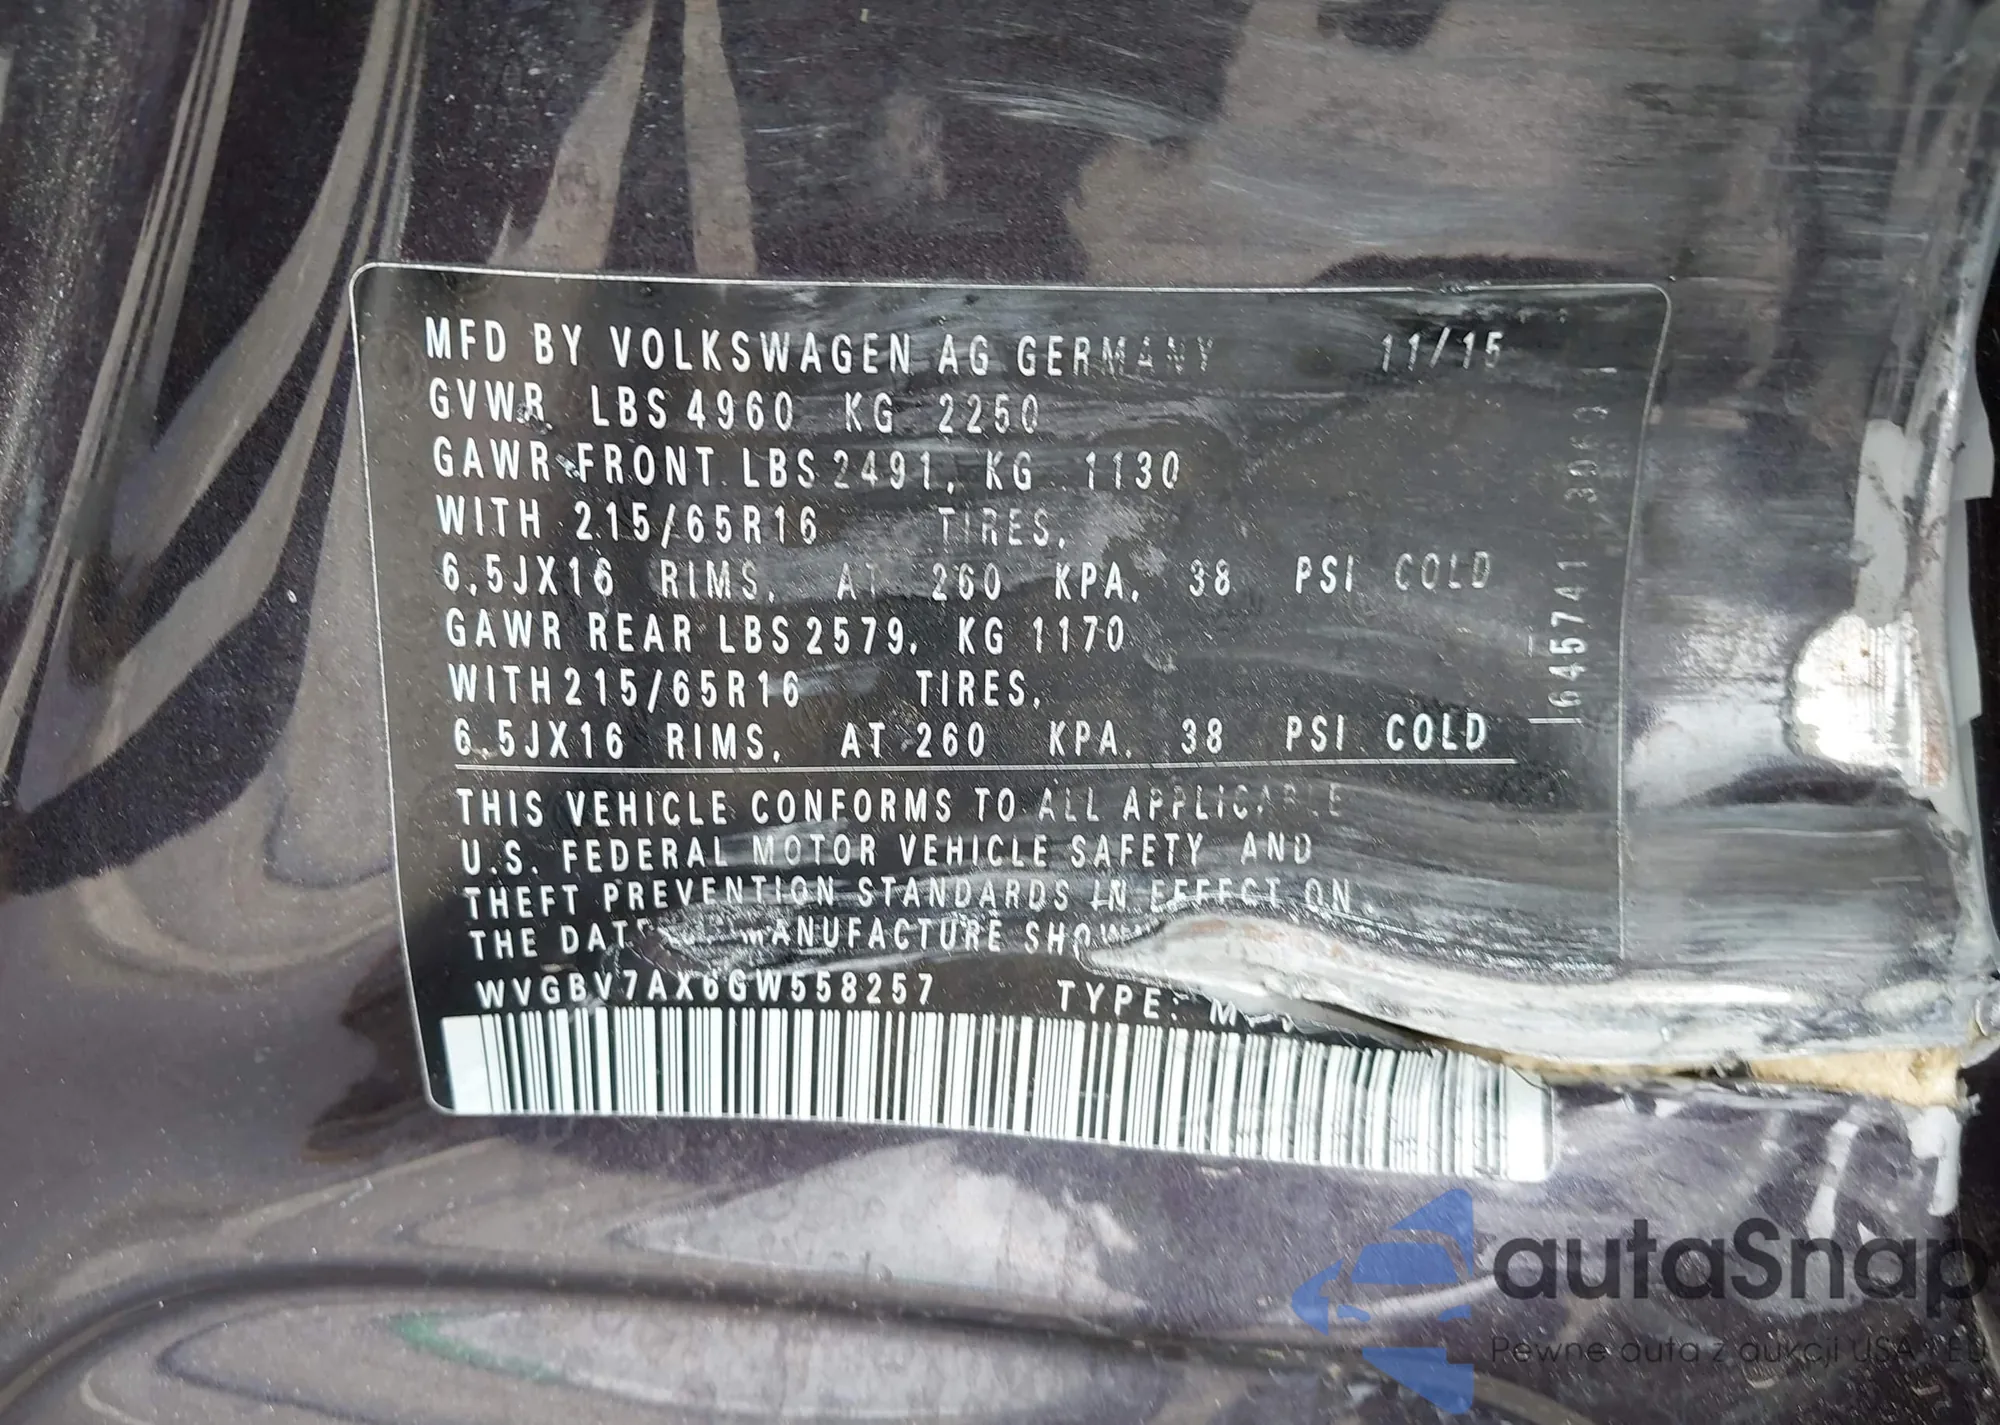 MFD BY VOLKSWAGEN AG GERMANY 11/15
GVWR LBS 4960 KG 2250
GAWR FRONT LBS 2491, KG 1130
WITH 215/65R16 TIRES,
6,5JX16 RIMS, AT 260 KPA, 38 PSI COLD
GAWR REAR LBS 2579, KG 1170
WITH 215/65R16 TIRES,
6,5JX16 RIMS, AT 260 KPA, 38 PSI COLD
THIS VEHICLE CONFORMS TO ALL APPLICABLE
U.S. FEDERAL MOTOR VEHICLE SAFETY AND
THEFT PREVENTION STANDARDS IN EFFECT ON
THE DATE MANUFACTURE SHOWN
WVGBV7AX6GW558257 TYPE:
autaSnap
Pewne auta z aukcji USA i EU